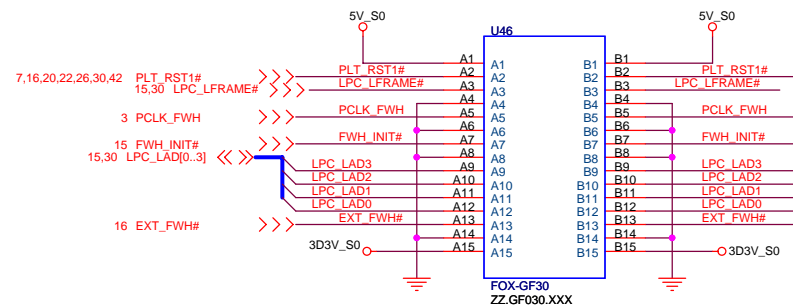 5V_S0 U46 5V_S0
A1 A1 B1 B1
7,16,20,22,26,30,42 PLT_RST1# PLT_RST1# A2 A2 B2 B2 PLT_RST1#
15,30 LPC_LFRAME# LPC_LFRAME# A3 A3 B3 B3 LPC_LFRAME#
A4 A4 B4 B4
3 PCLK_FWH PCLK_FWH A5 A5 B5 B5 PCLK_FWH
A6 A6 B6 B6
15 FWH_INIT# FWH_INIT# A7 A7 B7 B7 FWH_INIT#
15,30 LPC_LAD[0..3] A8 A8 B8 B8
LPC_LAD3 A9 A9 B9 B9 LPC_LAD3
LPC_LAD2 A10 A10 B10 B10 LPC_LAD2
LPC_LAD1 A11 A11 B11 B11 LPC_LAD1
LPC_LAD0 A12 A12 B12 B12 LPC_LAD0
16 EXT_FWH# EXT_FWH# A13 A13 B13 B13 EXT_FWH#
A14 A14 B14 B14
3D3V_S0 A15 A15 B15 B15 3D3V_S0
FOX-GF30
ZZ.GF030.XXX